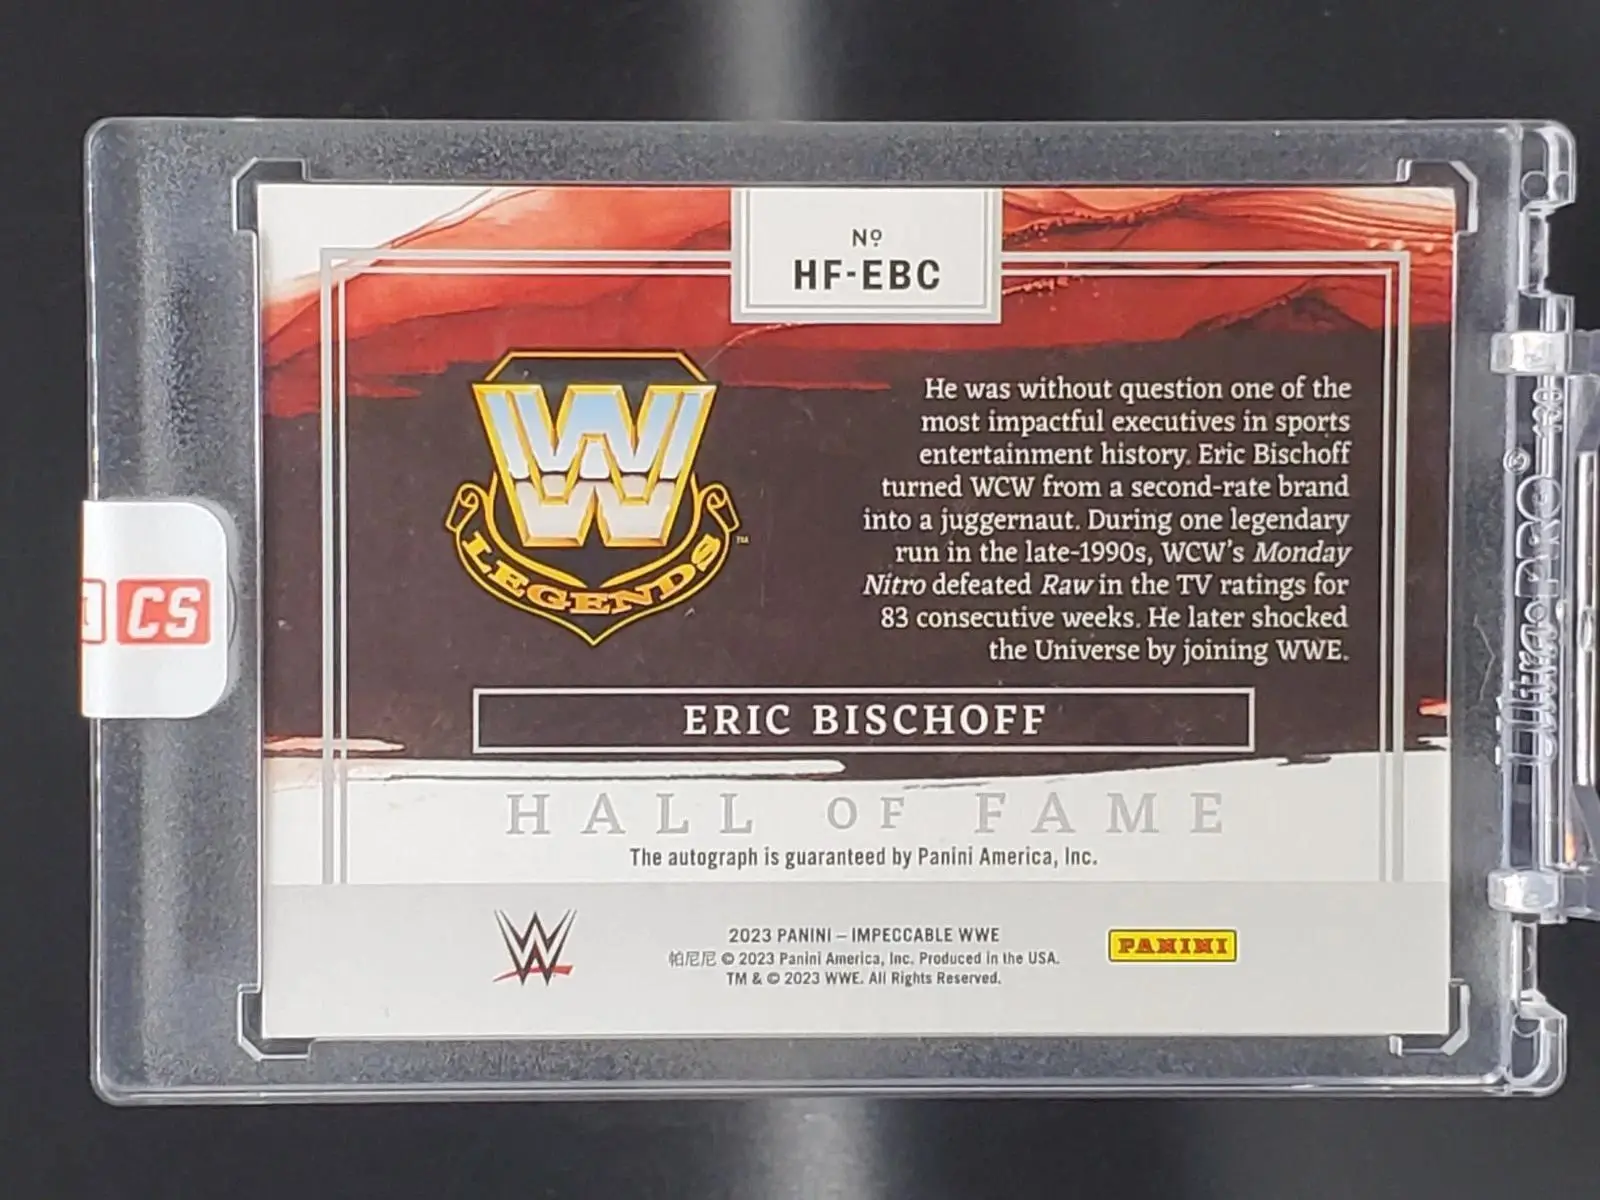 Nº
HF-EBC
He was without question one of the
most impactful executives in sports
entertainment history. Eric Bischoff
turned WCW from a second-rate brand
into a juggernaut. During one legendary
run in the late-1990s, WCW's Monday
Nitro defeated Raw in the TV ratings for
83 consecutive weeks. He later shocked
the Universe by joining WWE.
LEGENDS™
ERIC BISCHOFF
HALL OF FAME
The autograph is guaranteed by Panini America, Inc.
2023 PANINI – IMPECCABLE WWE
帕尼尼 © 2023 Panini America, Inc. Produced in the USA.
TM & © 2023 WWE. All Rights Reserved.
PANINI
CS
Ultra•PRO®